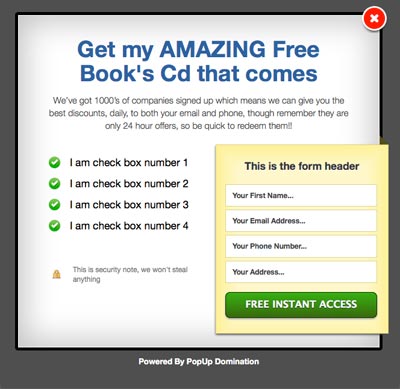 Get my AMAZING Free
Book's Cd that comes
We've got 1000's of companies signed up which means we can give you the
best discounts, daily, to both your email and phone, though remember they are
only 24 hour offers, so be quick to redeem them!!
I am check box number 1
I am check box number 2
I am check box number 3
I am check box number 4
This is security note, we won't steal
anything
This is the form header
Your First Name...
Your Email Address...
Your Phone Number...
Your Address...
FREE INSTANT ACCESS
Powered By PopUp Domination